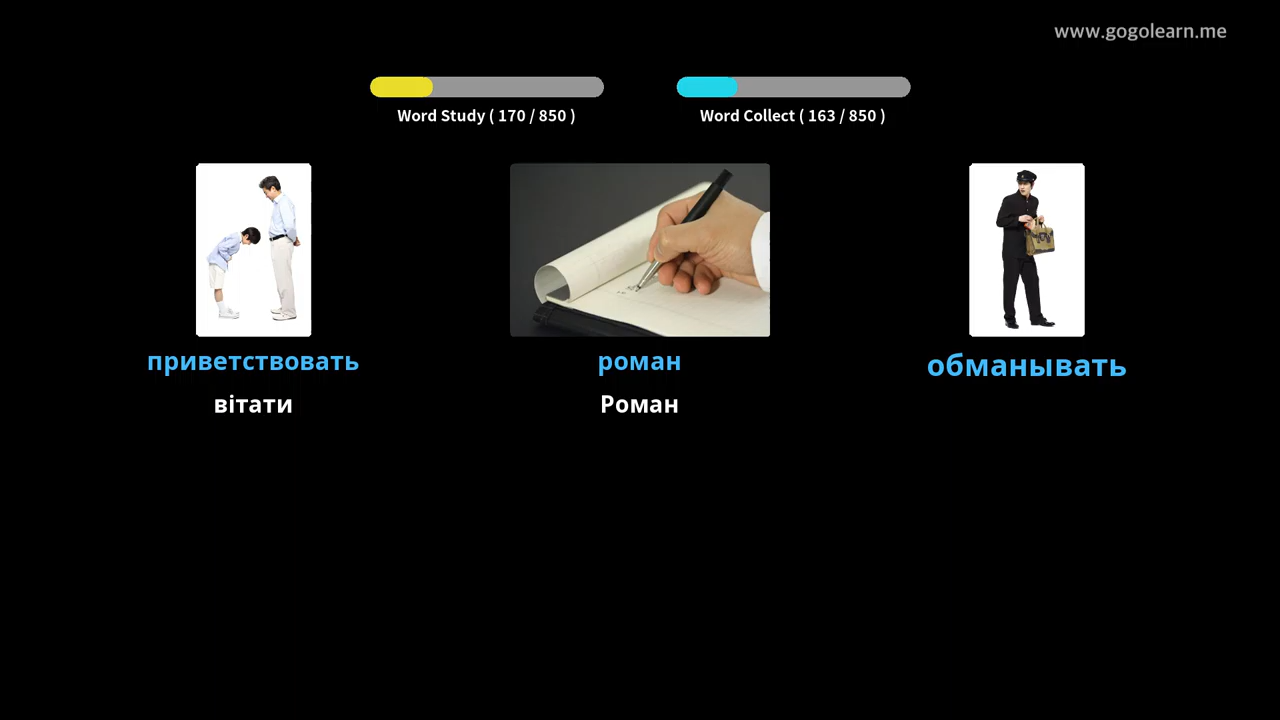 www.gogolearn.me
Word Study ( 170 / 850 )
Word Collect ( 163 / 850 )
приветствовать
роман
обманывать
вітати
Роман